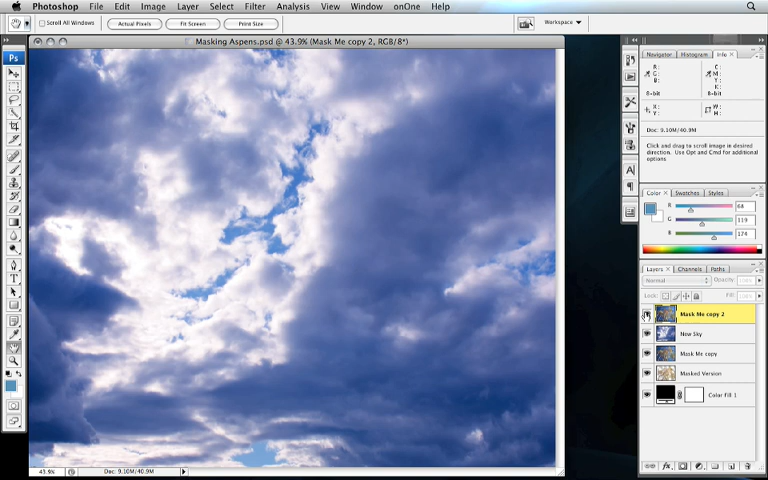 Photoshop File Edit Image Layer Select Filter Analysis View Window onOne Help
Scroll All Windows Actual Pixels Fit Screen Print Size Workspace
Masking Aspens.psd @ 43.9% (Mask Me copy 2, RGB/8*)
Ps
Navigator Histogram Info
R: C:
G: M:
B: Y:
K:
8-bit 8-bit
X: W:
Y: H:
Doc: 9.10M/40.9M
Click and drag to scroll image in desired
direction. Use Opt and Cmd for additional
options.
Color Swatches Styles
R 64
G 119
B 174
Layers Channels Paths
Normal Opacity: 100%
Lock: Fill: 100%
Mask Me copy 2
New Sky
Mask Me copy
Masked Version
Color Fill 1
43.9% Doc: 9.10M/40.9M